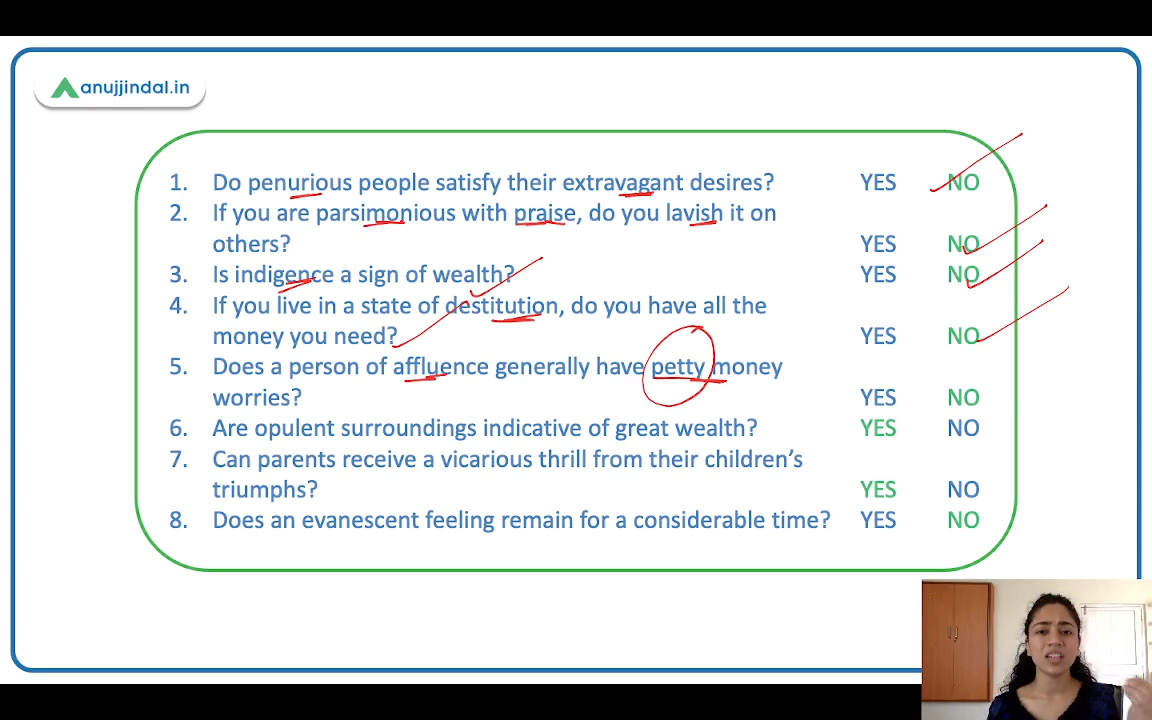 anujjindal.in
1. Do penurious people satisfy their extravagant desires? YES NO
2. If you are parsimonious with praise, do you lavish it on
others? YES NO
3. Is indigence a sign of wealth? YES NO
4. If you live in a state of destitution, do you have all the
money you need? YES NO
5. Does a person of affluence generally have petty money
worries? YES NO
6. Are opulent surroundings indicative of great wealth? YES NO
7. Can parents receive a vicarious thrill from their children's
triumphs? YES NO
8. Does an evanescent feeling remain for a considerable time? YES NO